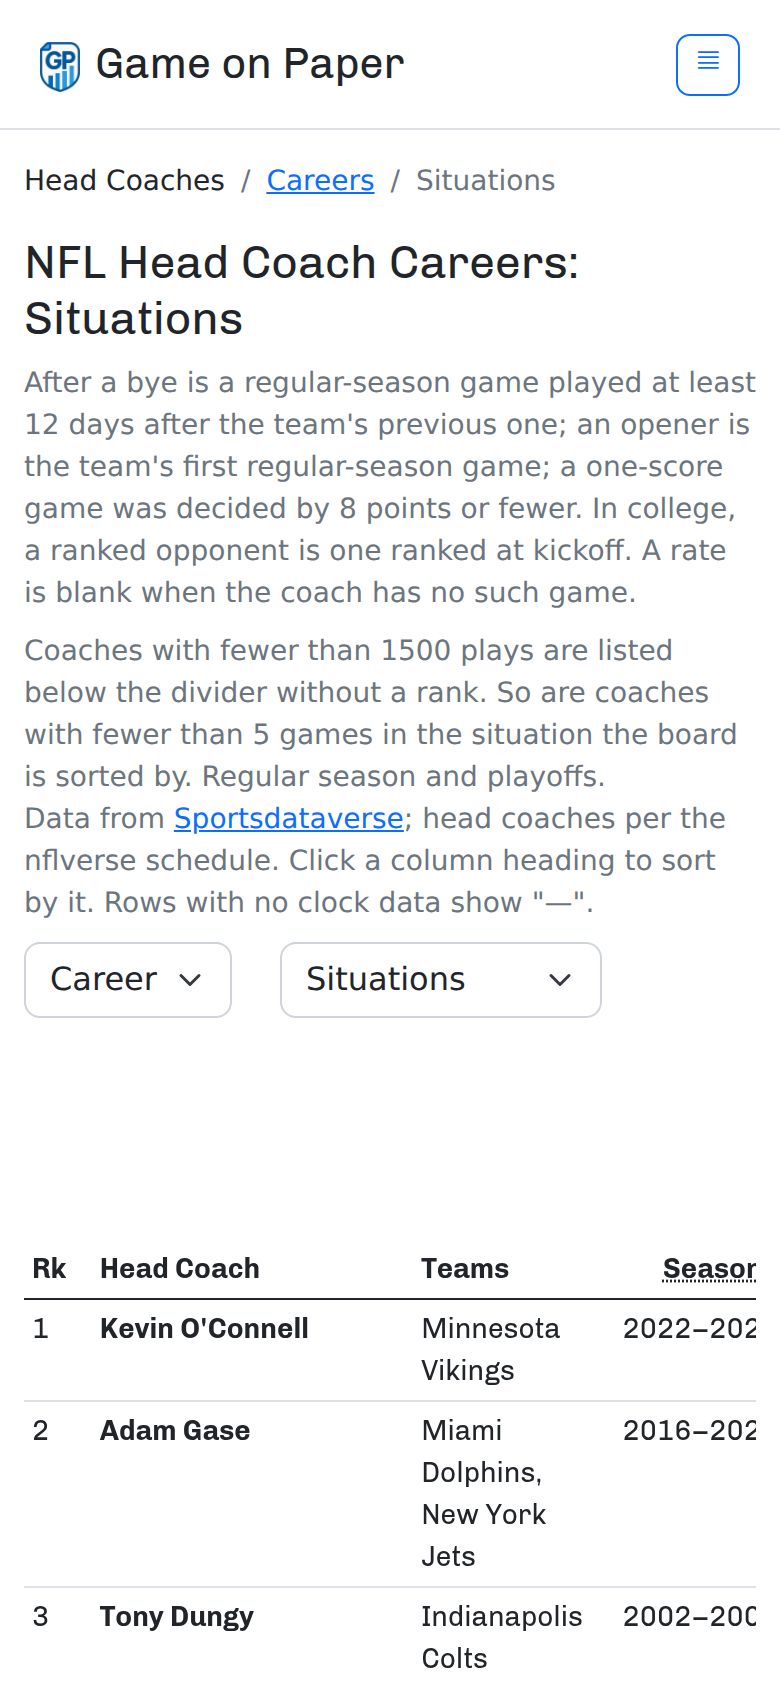 GP Game on Paper
Head Coaches / Careers / Situations
NFL Head Coach Careers:
Situations
After a bye is a regular-season game played at least
12 days after the team's previous one; an opener is
the team's first regular-season game; a one-score
game was decided by 8 points or fewer. In college,
a ranked opponent is one ranked at kickoff. A rate
is blank when the coach has no such game.
Coaches with fewer than 1500 plays are listed
below the divider without a rank. So are coaches
with fewer than 5 games in the situation the board
is sorted by. Regular season and playoffs.
Data from Sportsdataverse; head coaches per the
nflverse schedule. Click a column heading to sort
by it. Rows with no clock data show "—".
Career Situations
Rk Head Coach Teams Season
1 Kevin O'Connell Minnesota 2022–202
Vikings
2 Adam Gase Miami 2016–202
Dolphins,
New York
Jets
3 Tony Dungy Indianapolis 2002–200
Colts